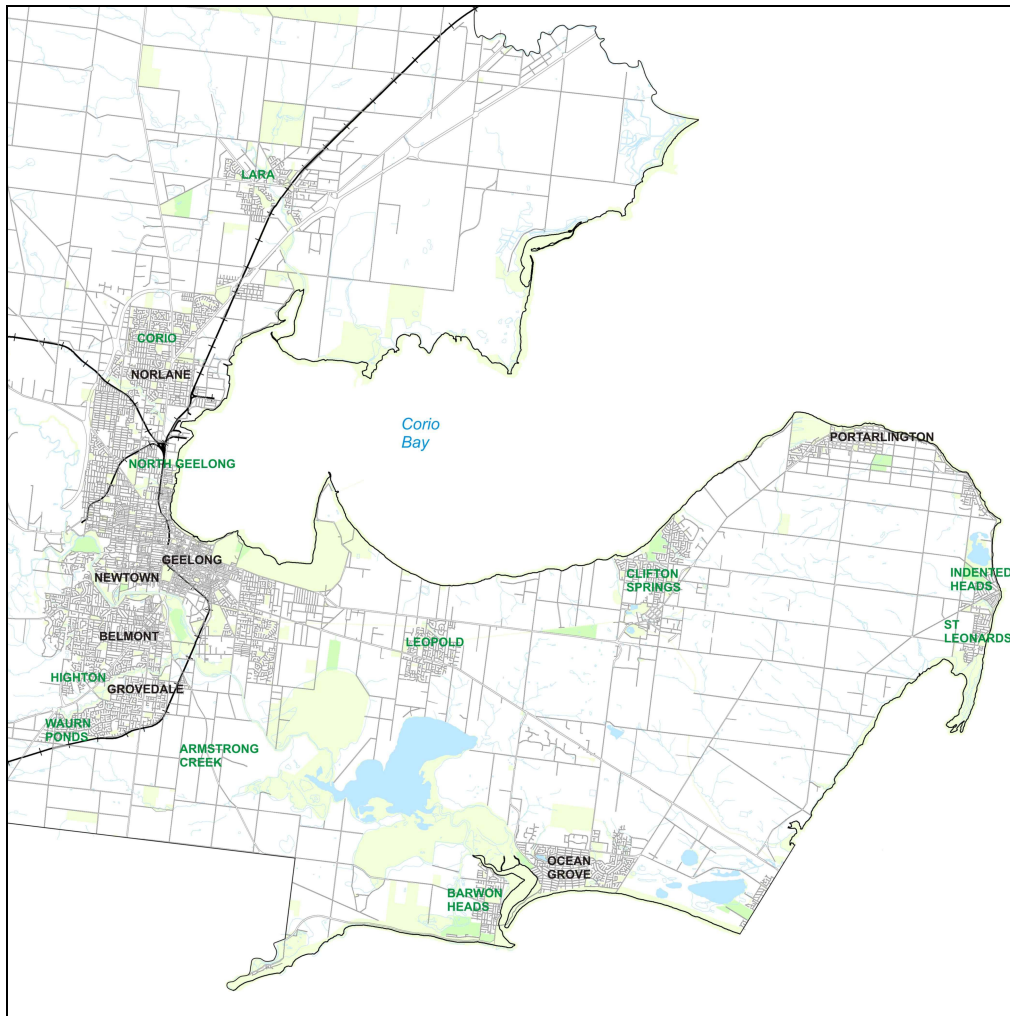 LARA
CORIO
NORLANE
Corio
Bay
PORTARLINGTON
NORTH GEELONG
GEELONG
NEWTOWN
CLIFTON
SPRINGS
INDENTED
HEADS
BELMONT
LEOPOLD
ST
LEONARDS
HIGHTON
GROVEDALE
WAURN
PONDS
ARMSTRONG
CREEK
OCEAN
GROVE
BARWON
HEADS